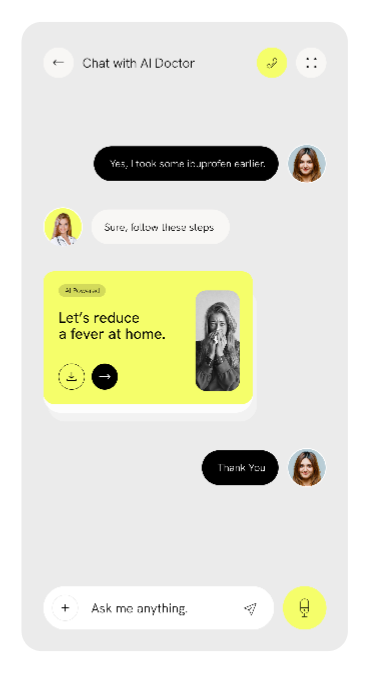 Chat with AI Doctor
Yes, I took some ibuprofen earlier.
Sure, follow these steps
AI Powered
Let's reduce
a fever at home.
Thank You
Ask me anything.